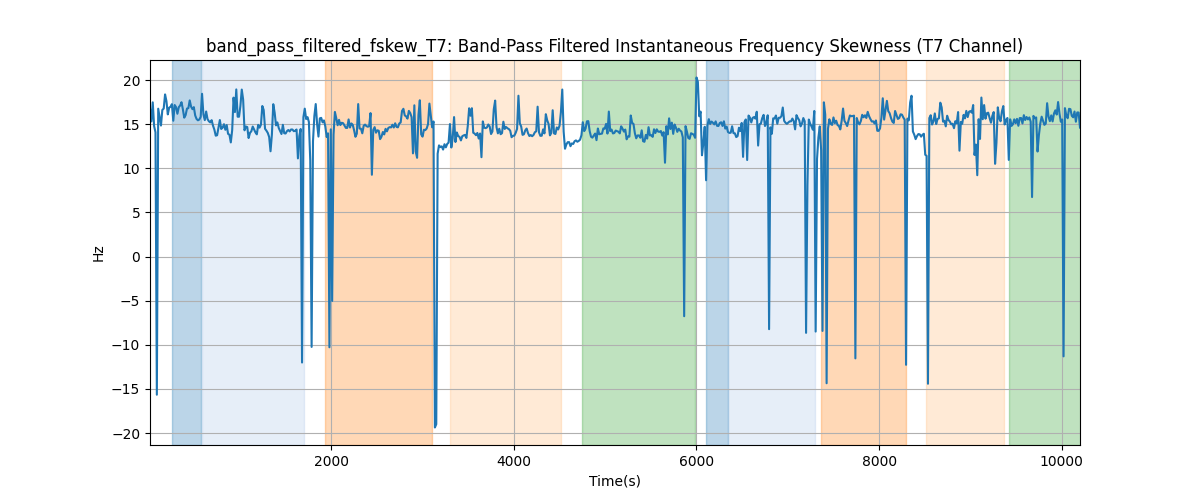 band_pass_filtered_fskew_T7: Band-Pass Filtered Instantaneous Frequency Skewness (T7 Channel)
20
15
10
5
0
−5
−10
−15
−20
Hz
2000 4000 6000 8000 10000
Time(s)